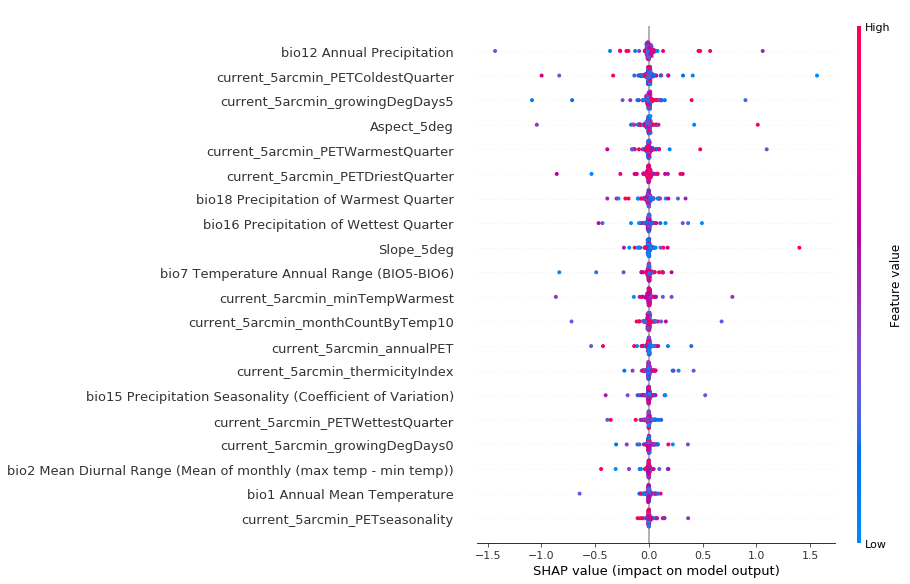 High
bio12 Annual Precipitation
current_5arcmin_PETColdestQuarter
current_5arcmin_growingDegDays5
Aspect_5deg
current_5arcmin_PETWarmestQuarter
current_5arcmin_PETDriestQuarter
bio18 Precipitation of Warmest Quarter
bio16 Precipitation of Wettest Quarter
Slope_5deg
bio7 Temperature Annual Range (BIO5-BIO6)
current_5arcmin_minTempWarmest
current_5arcmin_monthCountByTemp10
current_5arcmin_annualPET
current_5arcmin_thermicityIndex
bio15 Precipitation Seasonality (Coefficient of Variation)
current_5arcmin_PETWettestQuarter
current_5arcmin_growingDegDays0
bio2 Mean Diurnal Range (Mean of monthly (max temp - min temp))
bio1 Annual Mean Temperature
current_5arcmin_PETseasonality
Feature value
Low
−1.5 −1.0 −0.5 0.0 0.5 1.0 1.5
SHAP value (impact on model output)